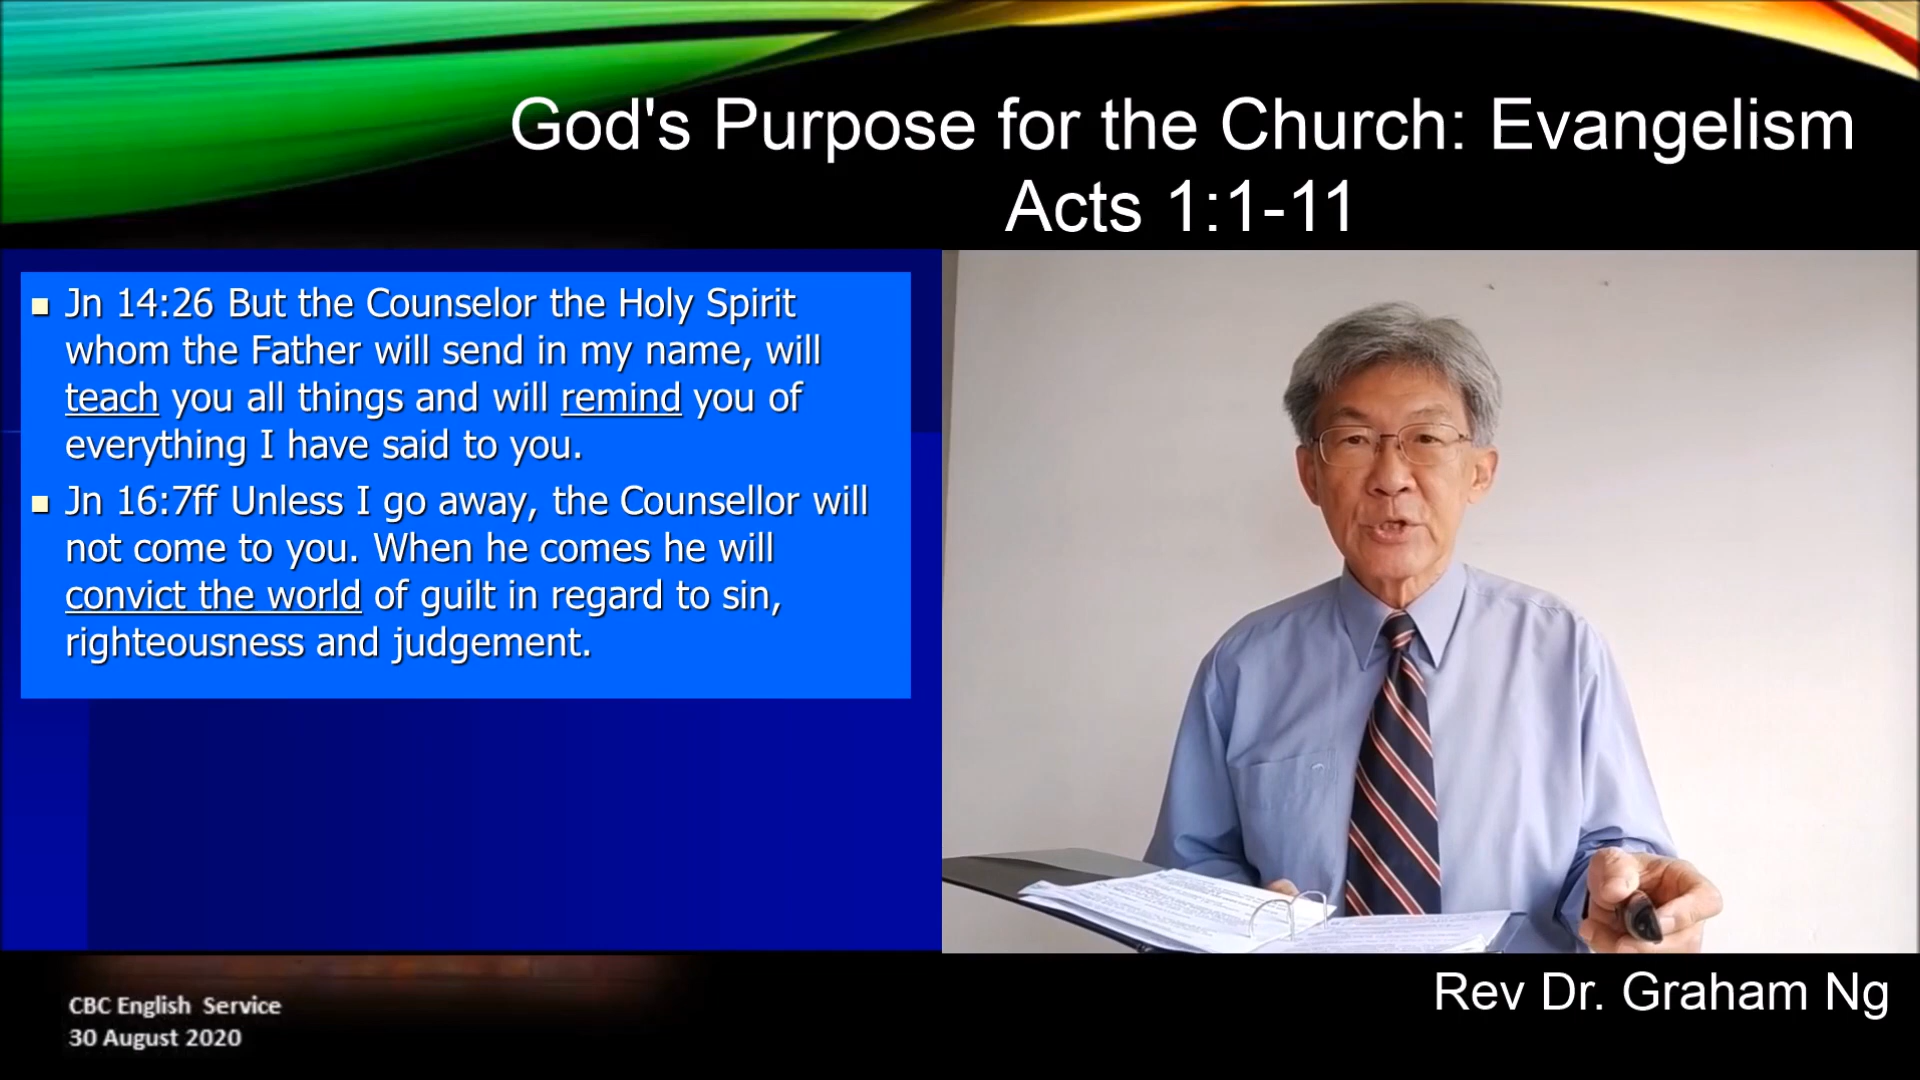 God's Purpose for the Church: Evangelism
Acts 1:1-11
Jn 14:26 But the Counselor the Holy Spirit
whom the Father will send in my name, will
teach you all things and will remind you of
everything I have said to you.
Jn 16:7ff Unless I go away, the Counsellor will
not come to you. When he comes he will
convict the world of guilt in regard to sin,
righteousness and judgement.
CBC English Service
30 August 2020
Rev Dr. Graham Ng